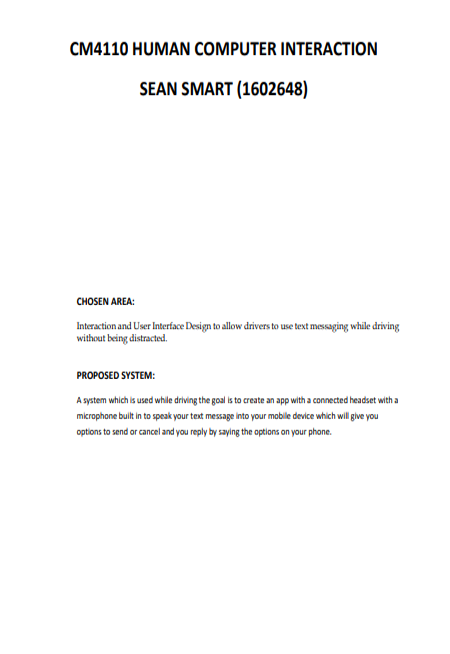 CM4110 HUMAN COMPUTER INTERACTION
SEAN SMART (1602648)
CHOSEN AREA:
Interaction and User Interface Design to allow drivers to use text messaging while driving
without being distracted.
PROPOSED SYSTEM:
A system which is used while driving the goal is to create an app with a connected headset with a
microphone built in to speak your text message into your mobile device which will give you
options to send or cancel and you reply by saying the options on your phone.